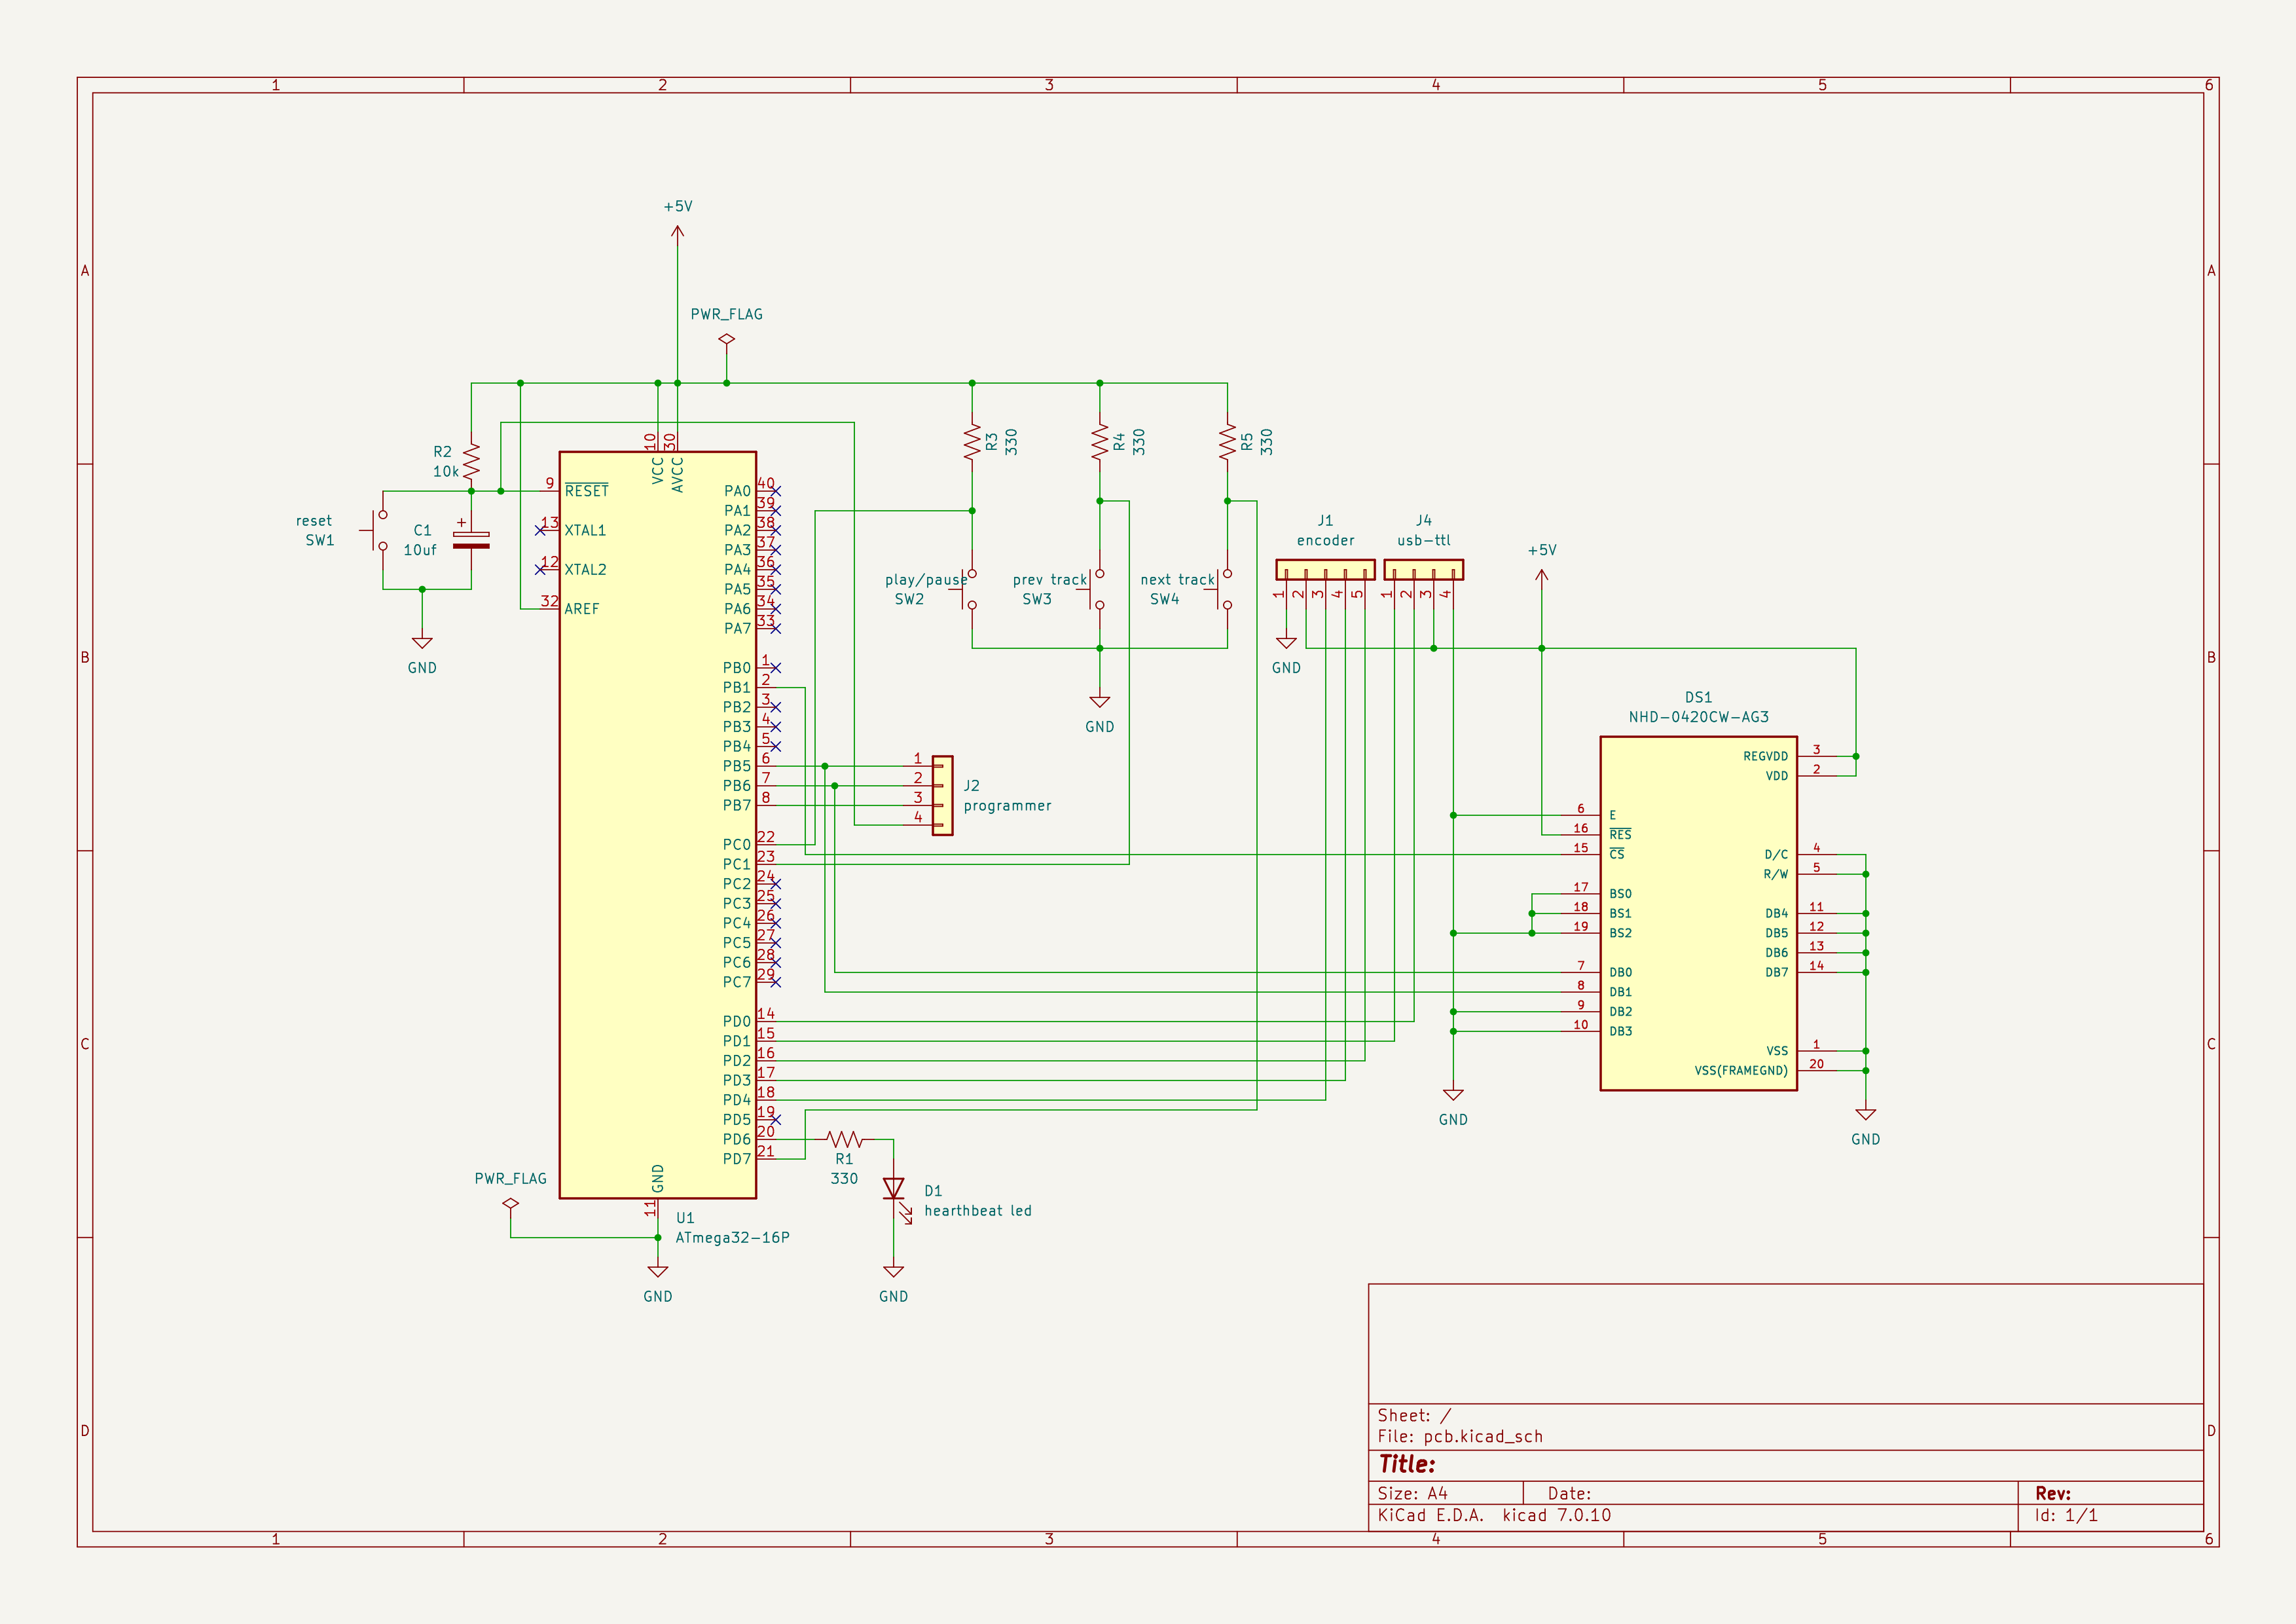 1 2 3 4 5 6
A A
+5V
PWR_FLAG
R2
10k
10 30
VCC AVCC
R3
330
R4
330
R5
330
B B
reset
SW1
C1
10uf
GND
9 RESET
13 XTAL1
12 XTAL2
32 AREF
PA0 40
PA1 39
PA2 38
PA3 37
PA4 36
PA5 35
PA6 34
PA7 33
PB0 1
PB1 2
PB2 3
PB3 4
PB4 5
PB5 6
PB6 7
PB7 8
PC0 22
PC1 23
PC2 24
PC3 25
PC4 26
PC5 27
PC6 28
PC7 29
PD0 14
PD1 15
PD2 16
PD3 17
PD4 18
PD5 19
PD6 20
PD7 21
GND
11
U1
ATmega32-16P
PWR_FLAG
GND
play/pause
SW2
prev track
SW3
next track
SW4
GND
1
2
3
4
J2
programmer
R1
330
D1
hearthbeat led
GND
J1
encoder
1 2 3 4 5
GND
J4
usb-ttl
1 2 3 4
+5V
GND
DS1
NHD-0420CW-AG3
REGVDD 3
VDD 2
6 E
16 RES
15 CS
D/C 4
R/W 5
17 BS0
18 BS1
19 BS2
DB4 11
DB5 12
DB6 13
DB7 14
7 DB0
8 DB1
9 DB2
10 DB3
VSS 1
VSS(FRAMEGND) 20
GND
C C
D D
Sheet: /
File: pcb.kicad_sch
Title:
Size: A4 Date: Rev:
KiCad E.D.A. kicad 7.0.10 Id: 1/1
1 2 3 4 5 6